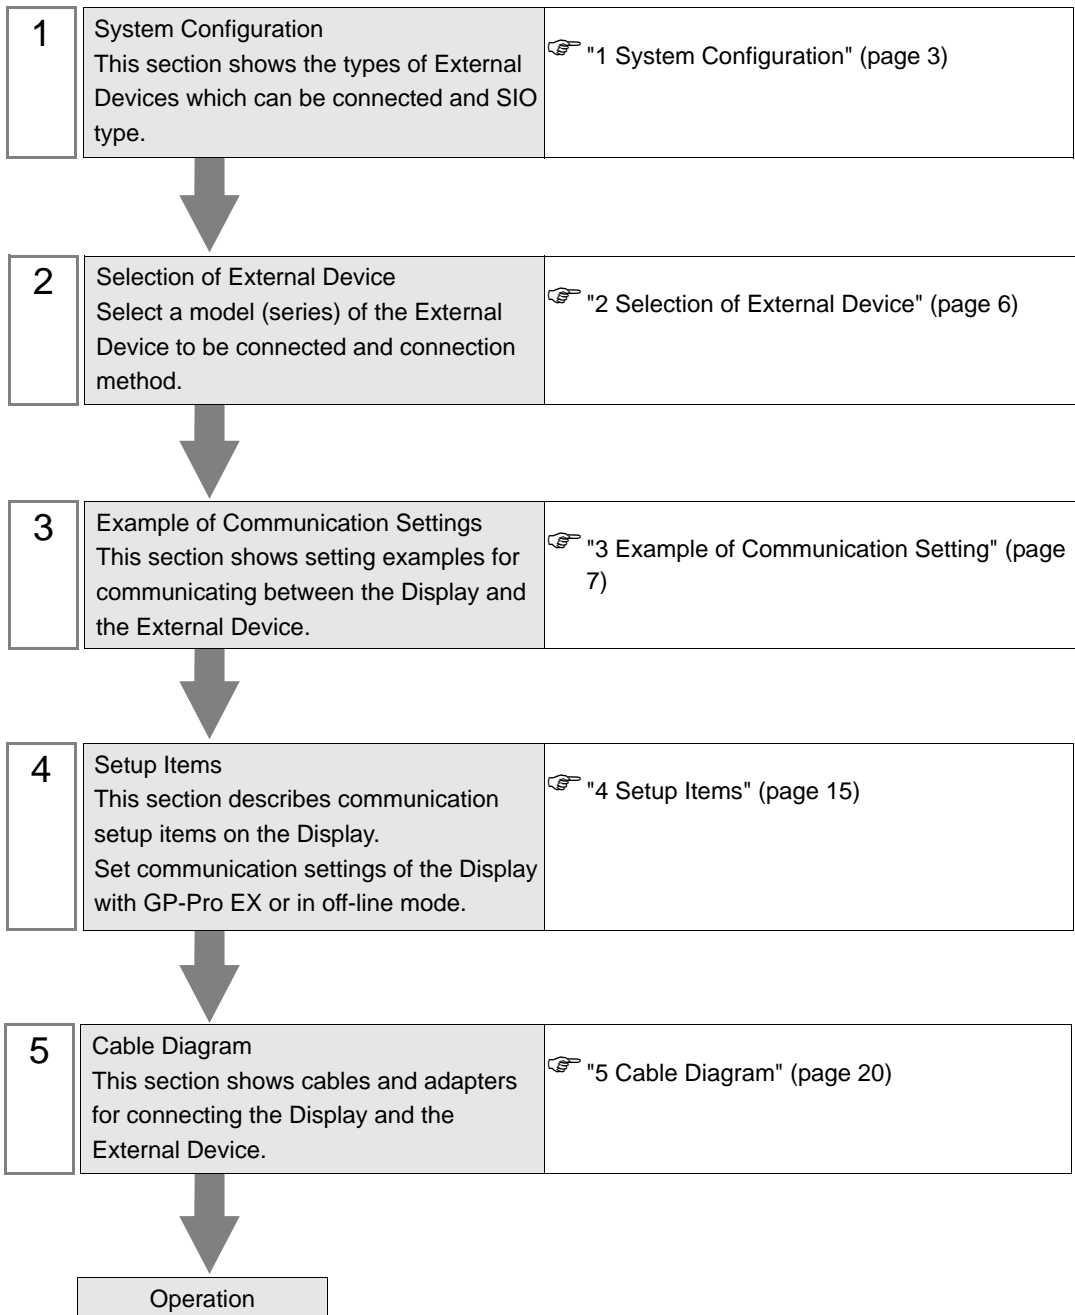 1
System Configuration
This section shows the types of External
Devices which can be connected and SIO
type.
"1 System Configuration" (page 3)
2
Selection of External Device
Select a model (series) of the External
Device to be connected and connection
method.
"2 Selection of External Device" (page 6)
3
Example of Communication Settings
This section shows setting examples for
communicating between the Display and
the External Device.
"3 Example of Communication Setting" (page
7)
4
Setup Items
This section describes communication
setup items on the Display.
Set communication settings of the Display
with GP-Pro EX or in off-line mode.
"4 Setup Items" (page 15)
5
Cable Diagram
This section shows cables and adapters
for connecting the Display and the
External Device.
"5 Cable Diagram" (page 20)
Operation